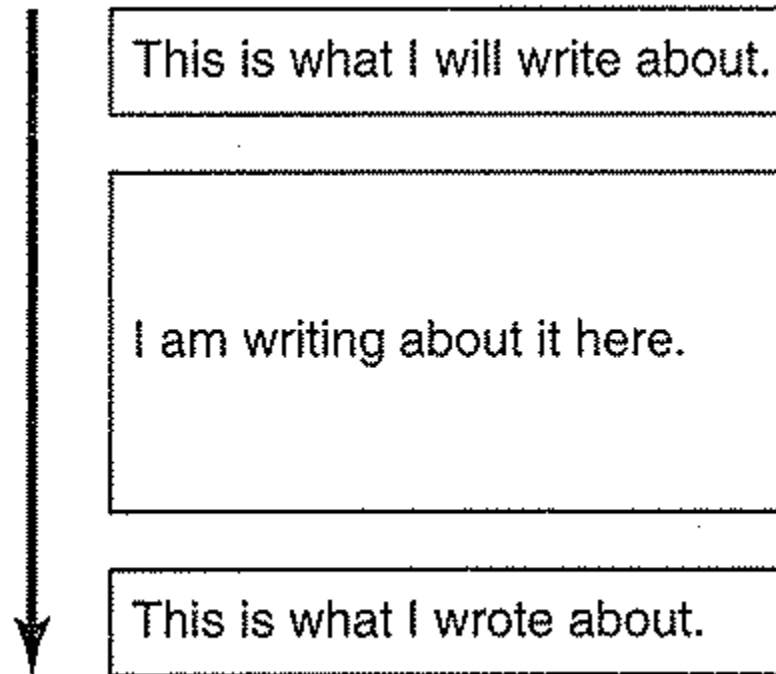 This is what I will write about.
I am writing about it here.
This is what I wrote about.